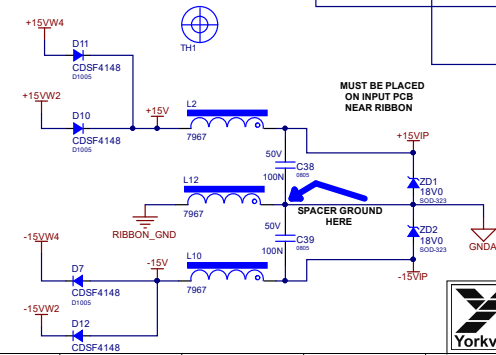 +15VW4
D11
CDSF4148
D1005
+15VW2
D10
CDSF4148
D1005
+15V
TH1
L2
7967
MUST BE PLACED
ON INPUT PCB
NEAR RIBBON
+15VIP
50V
C38
100N
0805
ZD1
18V0
SOD-323
L12
7967
RIBBON_GND
SPACER GROUND
HERE
50V
C39
100N
0805
ZD2
18V0
SOD-323
GNDA
-15VW4
D7
CDSF4148
D1005
-15V
L10
7967
-15VIP
-15VW2
D12
CDSF4148